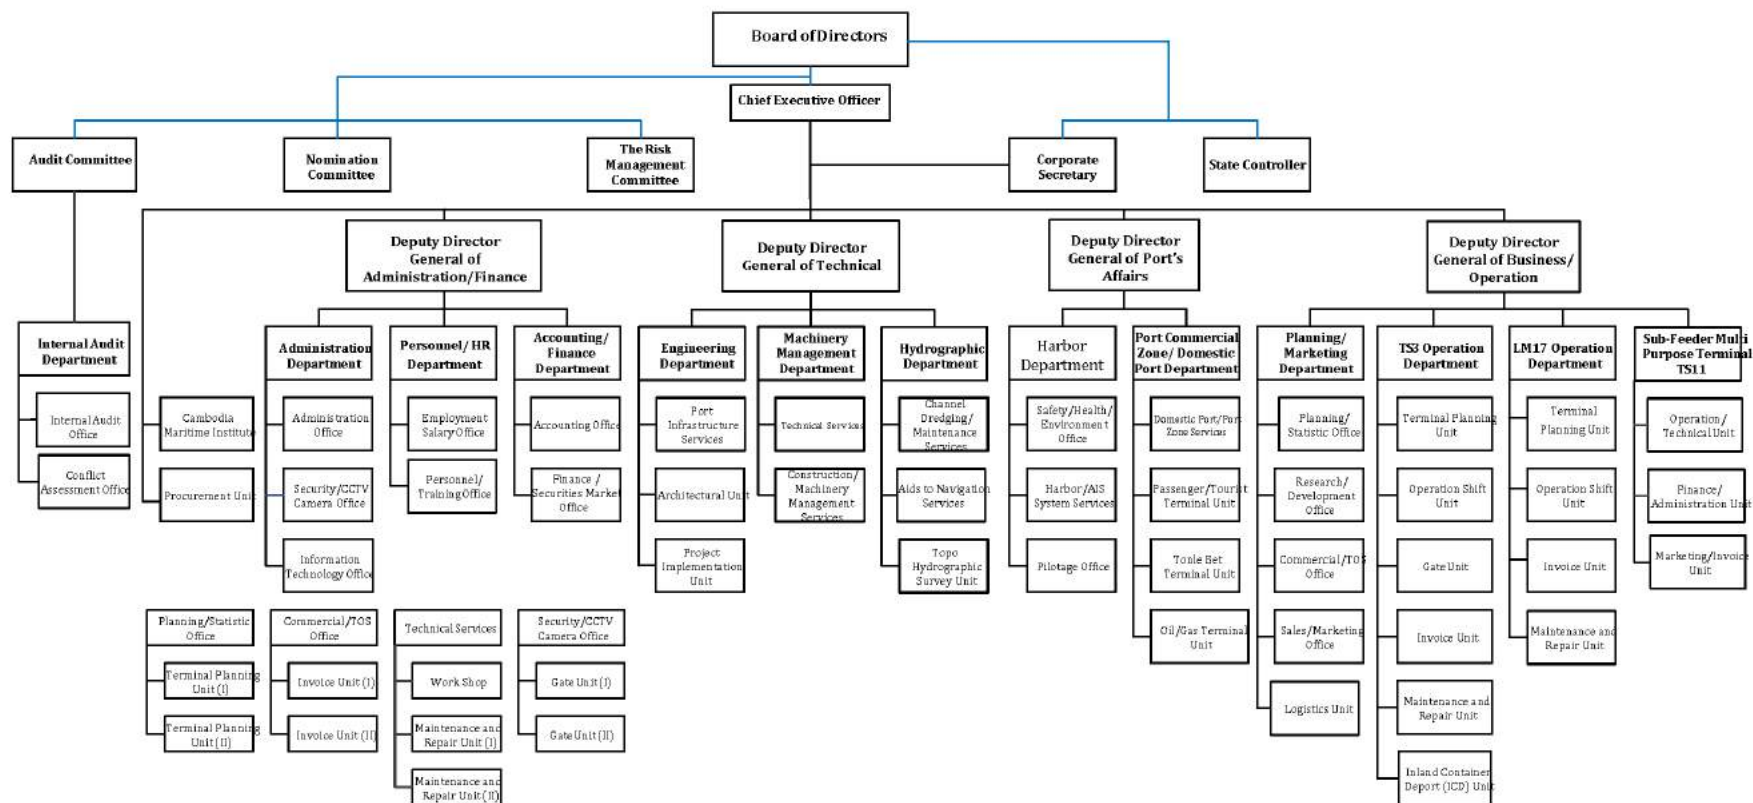 Board of Directors
Chief Executive Officer
Audit Committee
Nomination
Committee
The Risk
Management
Committee
Corporate
Secretary
State Controller
Deputy Director
General of
Administration/Finance
Deputy Director
General of Technical
Deputy Director
General of Port's
Affairs
Deputy Director
General of Business/
Operation
Internal Audit
Department
Administration
Department
Personnel/ HR
Department
Accounting/
Finance
Department
Engineering
Department
Machinery
Management
Department
Hydrographic
Department
Harbor
Department
Port Commercial
Zone/ Domestic
Port Department
Planning/
Marketing
Department
TS3 Operation
Department
LM17 Operation
Department
Sub-Feeder Multi
Purpose Terminal
TS11
Internal Audit
Office
Conflict
Assessment Office
Cambodia
Maritime Institute
Procurement Unit
Administration
Office
Security/CCTV
Camera Office
Information
Technology Office
Employment
Salary Office
Personnel/
Training Office
Accounting Office
Finance /
Securities Market
Office
Port
Infrastructure
Services
Architectural Unit
Project
Implementation
Unit
Technical Services
Construction/
Machinery
Management
Services
Channel
Dredging/
Maintenance
Services
Aids to Navigation
Services
Topo
Hydrographic
Survey Unit
Safety/Health/
Environment
Office
Harbor/AIS
System Services
Pilotage Office
Domestic Port/Port
Zone Services
Passenger/Tourist
Terminal Unit
Tonle Bet
Terminal Unit
Oil/Gas Terminal
Unit
Planning/
Statistic Office
Research/
Development
Office
Commercial/TOS
Office
Sales/Marketing
Office
Logistics Unit
Terminal Planning
Unit
Operation Shift
Unit
Gate Unit
Invoice Unit
Maintenance and
Repair Unit
Inland Container
Deport (ICD) Unit
Terminal
Planning Unit
Operation Shift
Unit
Invoice Unit
Maintenance and
Repair Unit
Operation/
Technical Unit
Finance/
Administration Unit
Marketing/Invoice
Unit
Planning/Statistic
Office
Terminal Planning
Unit (I)
Terminal Planning
Unit (II)
Commercial/TOS
Office
Invoice Unit (I)
Invoice Unit (II)
Technical Services
Work Shop
Maintenance and
Repair Unit (I)
Maintenance and
Repair Unit (II)
Security/CCTV
Camera Office
Gate Unit (I)
Gate Unit (II)